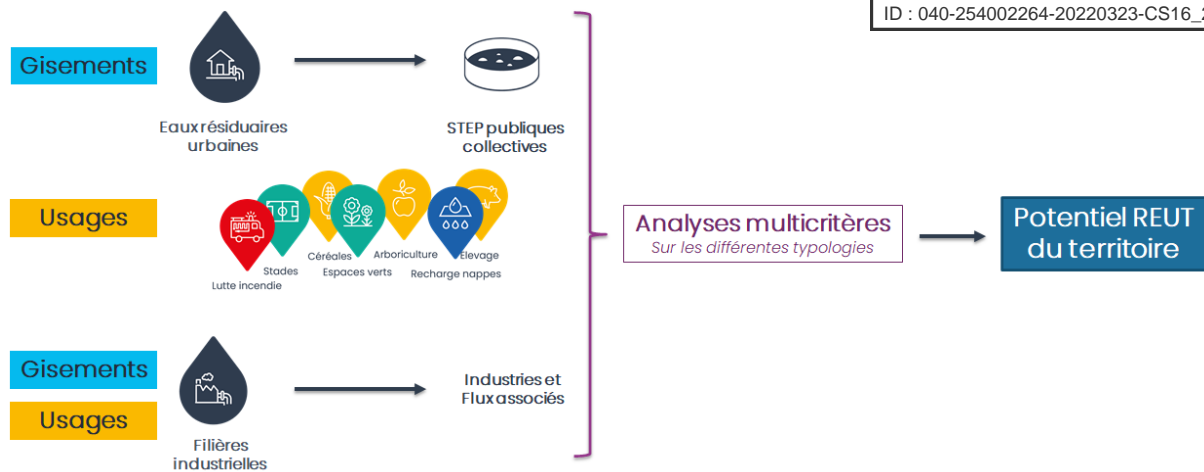 ID : 040-254002264-20220323-CS16_2
Gisements
Eaux résiduaires
urbaines
STEP publiques
collectives
Usages
Lutte incendie
Stades
Céréales
Espaces verts
Arboriculture
Recharge nappes
Elevage
Analyses multicritères
Sur les différentes typologies
Potentiel REUT
du territoire
Gisements
Usages
Filières
industrielles
Industries et
Flux associés